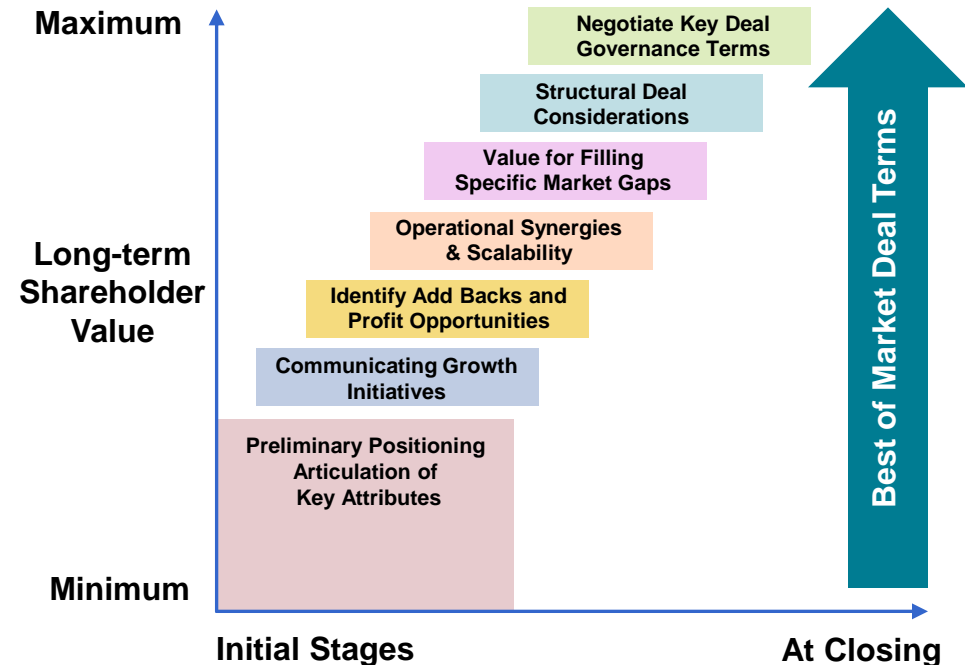 Maximum
Negotiate Key Deal
Governance Terms
Structural Deal
Considerations
Value for Filling
Specific Market Gaps
Operational Synergies
& Scalability
Long-term
Shareholder
Value
Identify Add Backs and
Profit Opportunities
Communicating Growth
Initiatives
Preliminary Positioning
Articulation of
Key Attributes
Minimum
Initial Stages
At Closing
Best of Market Deal Terms